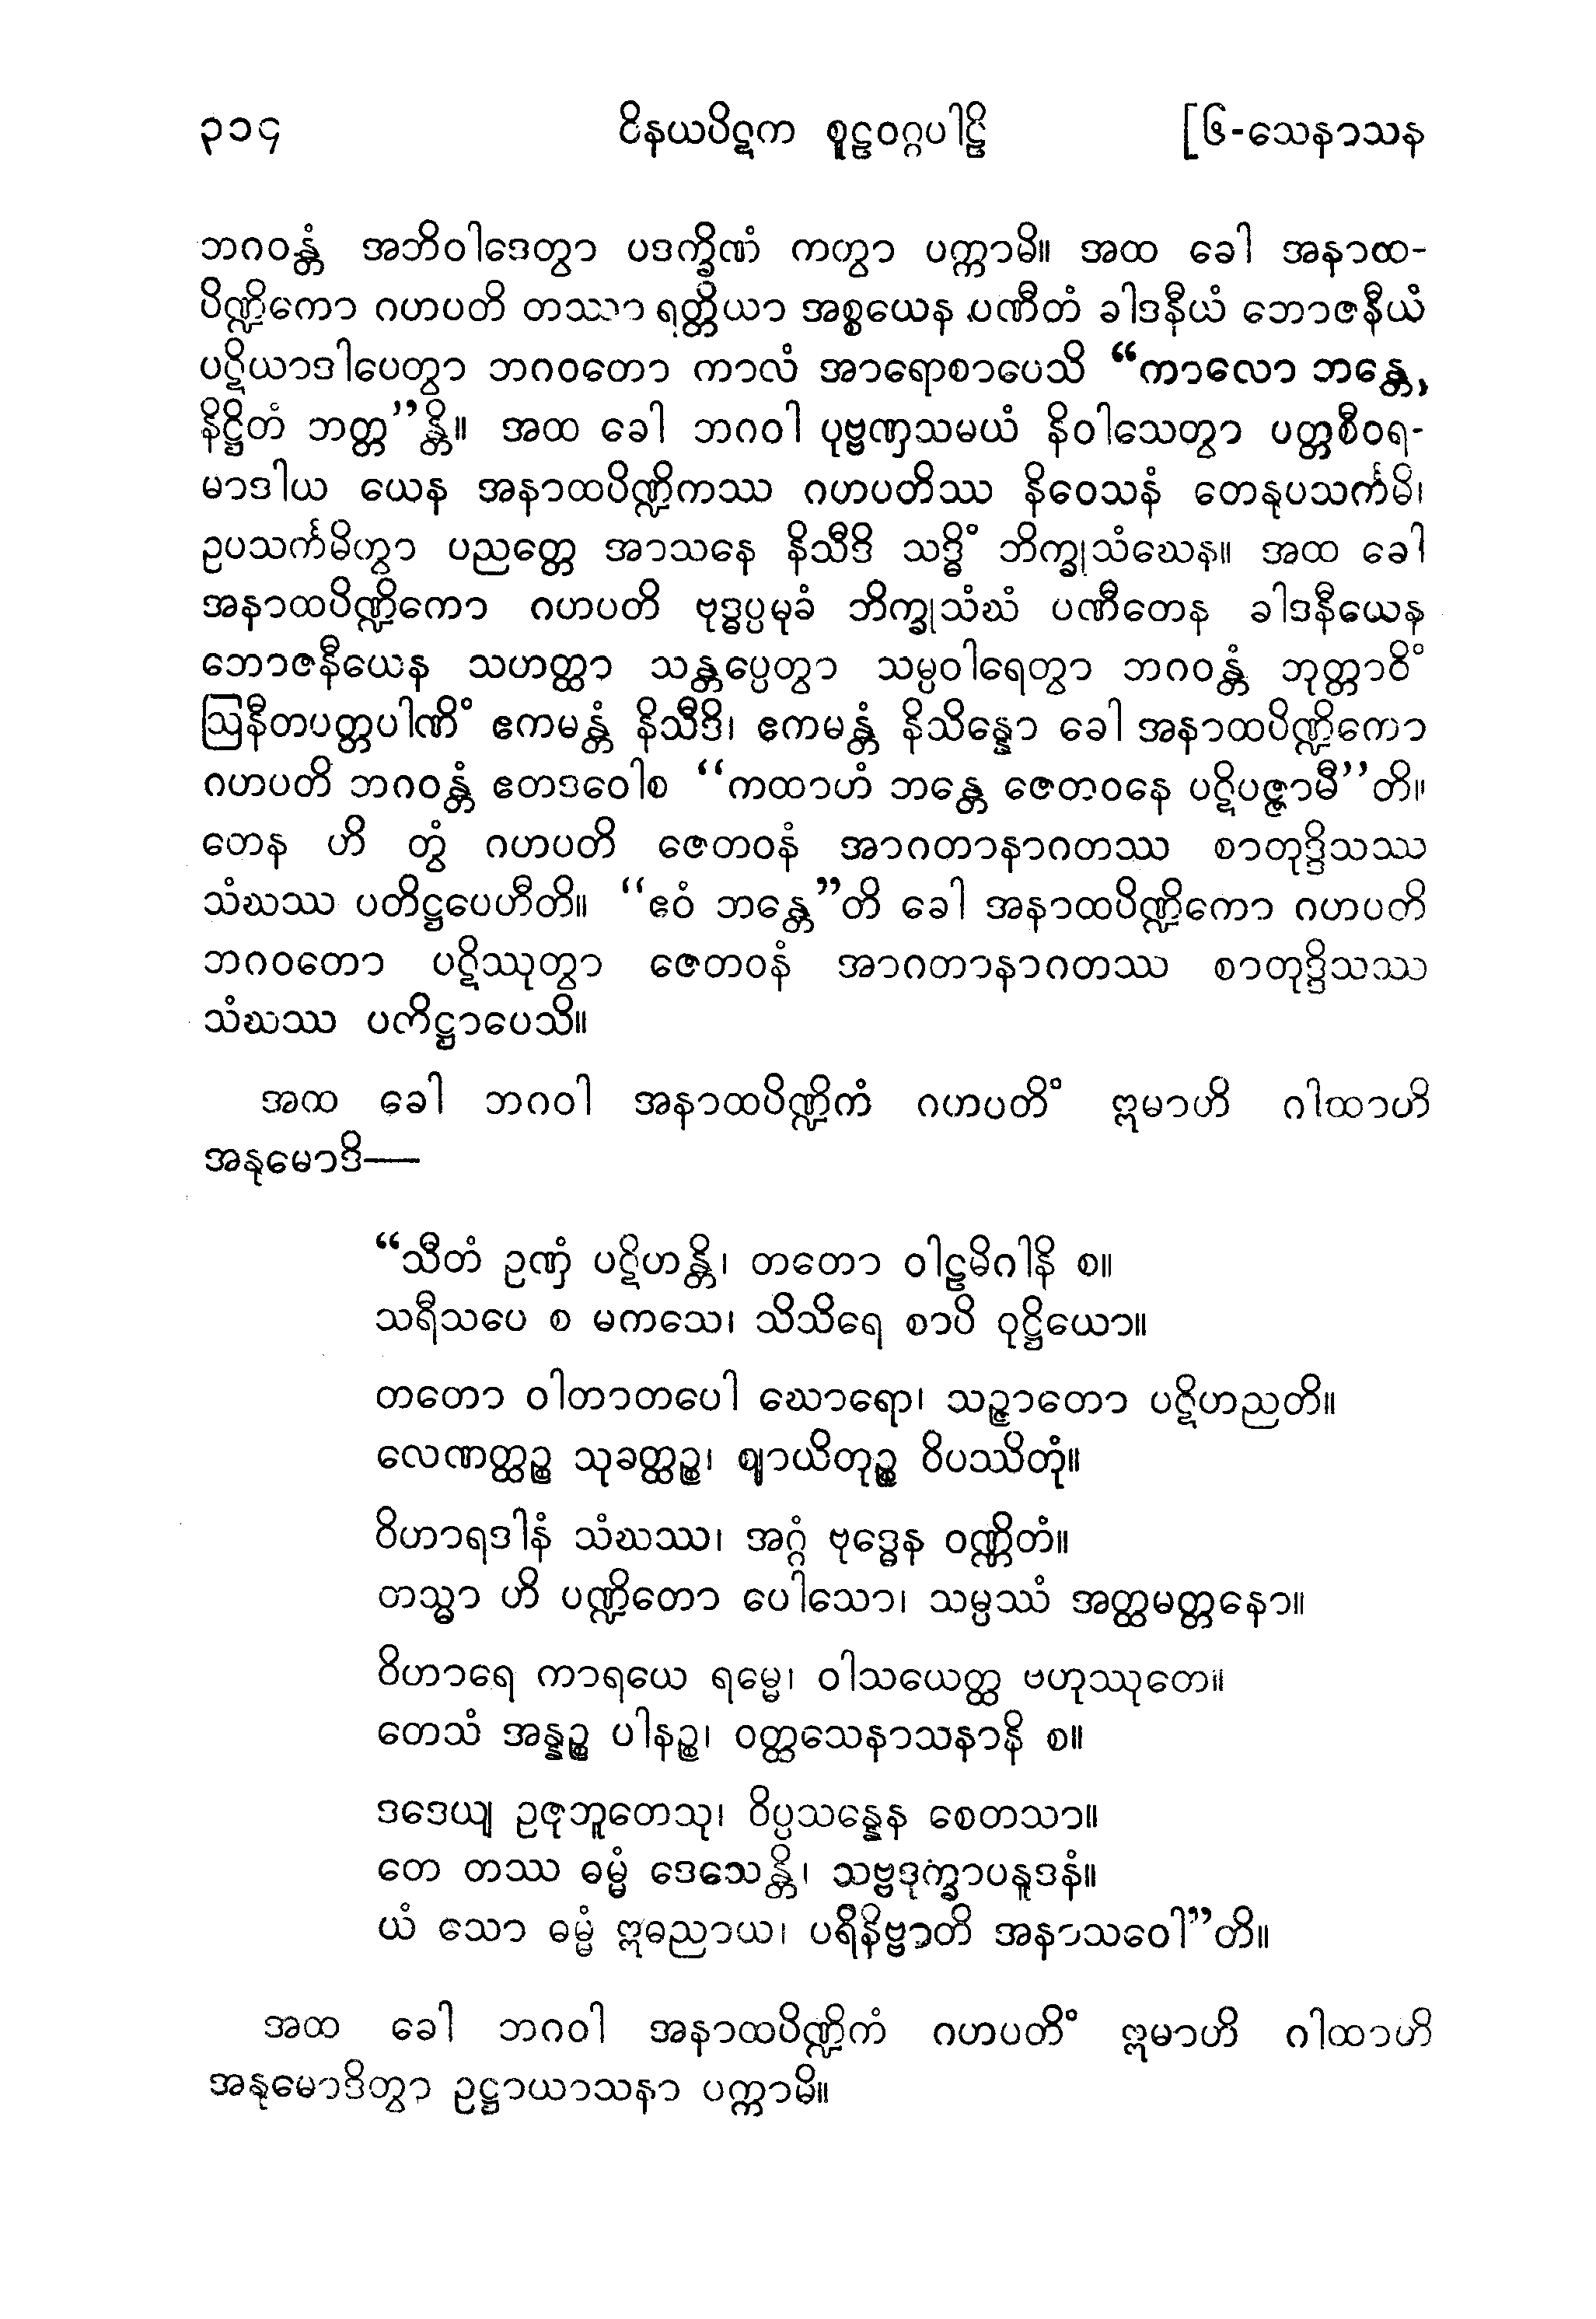 ၃၁၄ ဝိနယပိဋက စူဠဝဂ္ဂပါဠိ [၆-သေနာသန
ဘဂဝန္တံ အဘိဝါဒေတွာ ပဒက္ခိဏံ ကတွာ ပက္ကာမိ။ အထ ခေါ အနာထ-
ပိဏ္ဍိကော ဂဟပတိ တဿာ ရတ္တိယာ အစ္စယေန ပဏီတံ ခါဒနီယံ ဘောဇနီယံ
ပဋိယာဒါပေတွာ ဘဂဝတော ကာလံ အာရောစာပေသိ “ကာလော ဘန္တေ,
နိဋ္ဌိတံ ဘတ္တ”န္တိ။ အထ ခေါ ဘဂဝါ ပုဗ္ဗဏှသမယံ နိဝါသေတွာ ပတ္တစီဝရ-
မာဒါယ ယေန အနာထပိဏ္ဍိကဿ ဂဟပတိဿ နိဝေသနံ တေနုပသင်္ကမိ၊
ဥပသင်္ကမိတွာ ပညတ္တေ အာသနေ နိသီဒိ သဒ္ဓိံ ဘိက္ခုသံဃေန။ အထ ခေါ
အနာထပိဏ္ဍိကော ဂဟပတိ ဗုဒ္ဓပ္ပမုခံ ဘိက္ခုသံဃံ ပဏီတေန ခါဒနီယေန
ဘောဇနီယေန သဟတ္ထာ သန္တပ္ပေတွာ သမ္ပဝါရေတွာ ဘဂဝန္တံ ဘုတ္တာဝိံ
ဩနီတပတ္တပါဏိံ ဧကမန္တံ နိသီဒိ၊ ဧကမန္တံ နိသိန္နော ခေါ အနာထပိဏ္ဍိကော
ဂဟပတိ ဘဂဝန္တံ ဧတဒဝေါစ “ကထာဟံ ဘန္တေ ဇေတဝနေ ပဋိပဇ္ဇာမီ”တိ။
တေန ဟိ တွံ ဂဟပတိ ဇေတဝနံ အာဂတာနာဂတဿ စာတုဒ္ဒိသဿ
သံဃဿ ပတိဋ္ဌပေဟီတိ။ “ဧဝံ ဘန္တေ”တိ ခေါ အနာထပိဏ္ဍိကော ဂဟပတိ
ဘဂဝတော ပဋိဿုတွာ ဇေတဝနံ အာဂတာနာဂတဿ စာတုဒ္ဒိသဿ
သံဃဿ ပတိဋ္ဌာပေသိ။
အထ ခေါ ဘဂဝါ အနာထပိဏ္ဍိကံ ဂဟပတိံ ဣမာဟိ ဂါထာဟိ
အနုမောဒိ—
“သီတံ ဥဏှံ ပဋိဟန္တိ၊ တတော ဝါဠမိဂါနိ စ။
သရီသပေ စ မကသေ၊ သိသိရေ စာပိ ဝုဋ္ဌိယော။
တတော ဝါတာတပေါ ဃောရော၊ သဉ္ဇာတော ပဋိဟညတိ။
လေဏတ္ထဉ္စ သုခတ္ထဉ္စ၊ ဈာယိတုဉ္စ ဝိပဿိတုံ။
ဝိဟာရဒါနံ သံဃဿ၊ အဂ္ဂံ ဗုဒ္ဓေန ဝဏ္ဏိတံ။
တသ္မာ ဟိ ပဏ္ဍိတော ပေါသော၊ သမ္ပဿံ အတ္ထမတ္တနော။
ဝိဟာရေ ကာရယေ ရမ္မေ၊ ဝါသယေတ္ထ ဗဟုဿုတေ။
တေသံ အန္နဉ္စ ပါနဉ္စ၊ ဝတ္ထသေနာသနာနိ စ။
ဒဒေယျ ဥဇုဘူတေသု၊ ဝိပ္ပသန္နေန စေတသာ။
တေ တဿ ဓမ္မံ ဒေသေန္တိ၊ သဗ္ဗဒုက္ခာပနူဒနံ။
ယံ သော ဓမ္မံ ဣဓညာယ၊ ပရိနိဗ္ဗာတိ အနာသဝေါ”တိ။
အထ ခေါ ဘဂဝါ အနာထပိဏ္ဍိကံ ဂဟပတိံ ဣမာဟိ ဂါထာဟိ
အနုမောဒိတွာ ဥဋ္ဌာယာသနာ ပက္ကာမိ။